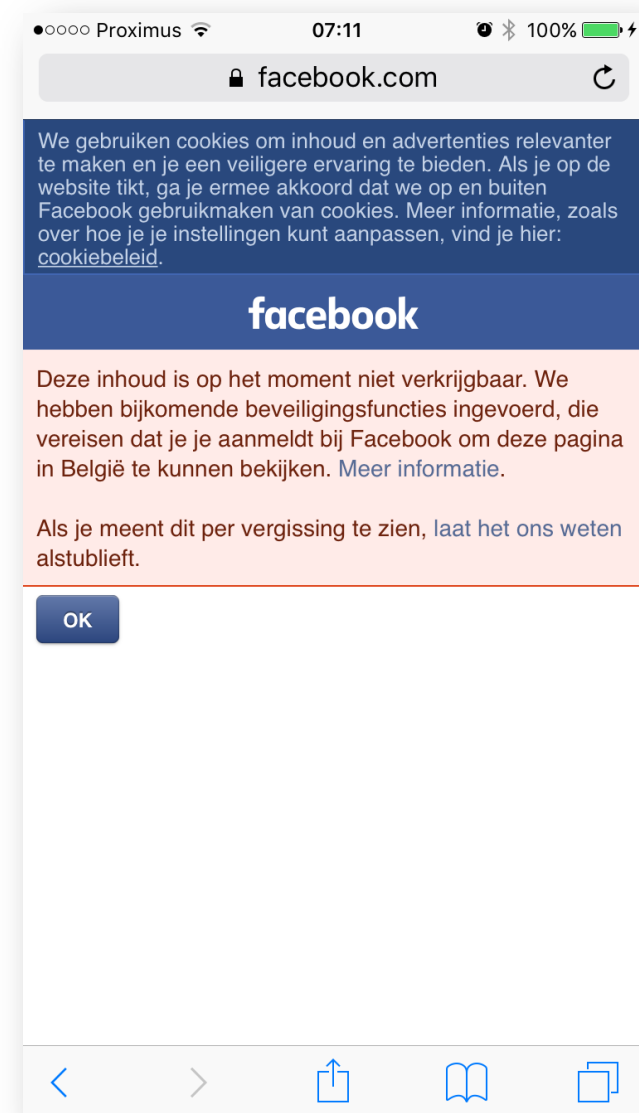 Proximus 07:11 100%
facebook.com
We gebruiken cookies om inhoud en advertenties relevanter
te maken en je een veiligere ervaring te bieden. Als je op de
website tikt, ga je ermee akkoord dat we op en buiten
Facebook gebruikmaken van cookies. Meer informatie, zoals
over hoe je je instellingen kunt aanpassen, vind je hier:
cookiebeleid.
facebook
Deze inhoud is op het moment niet verkrijgbaar. We
hebben bijkomende beveiligingsfuncties ingevoerd, die
vereisen dat je je aanmeldt bij Facebook om deze pagina
in België te kunnen bekijken. Meer informatie.
Als je meent dit per vergissing te zien, laat het ons weten
alstublieft.
OK